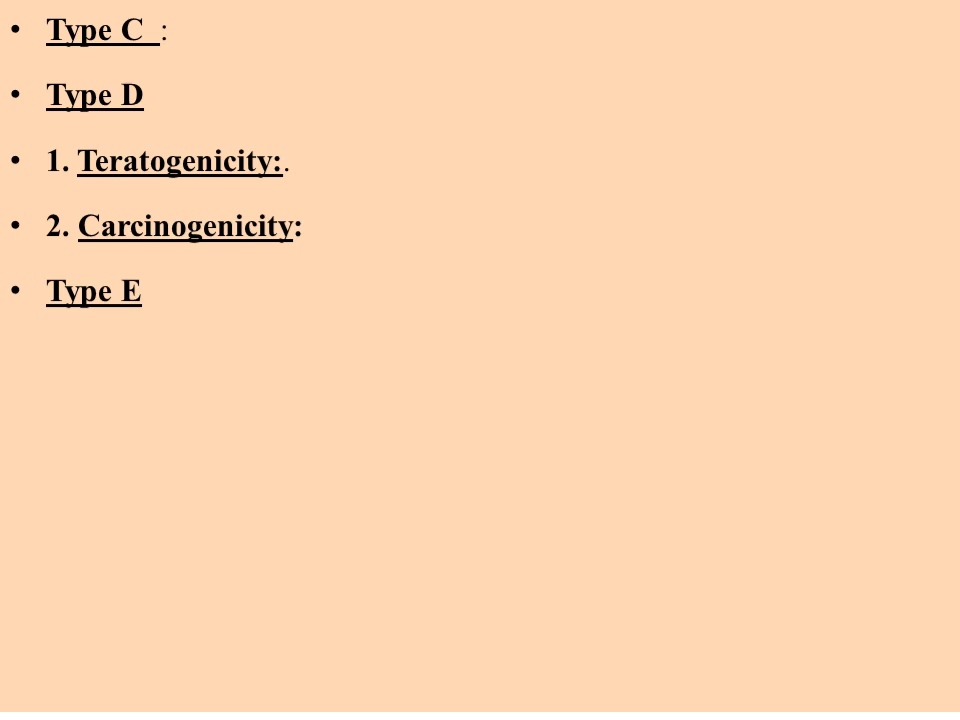 • Type C :
• Type D
• 1. Teratogenicity:.
• 2. Carcinogenicity:
• Type E